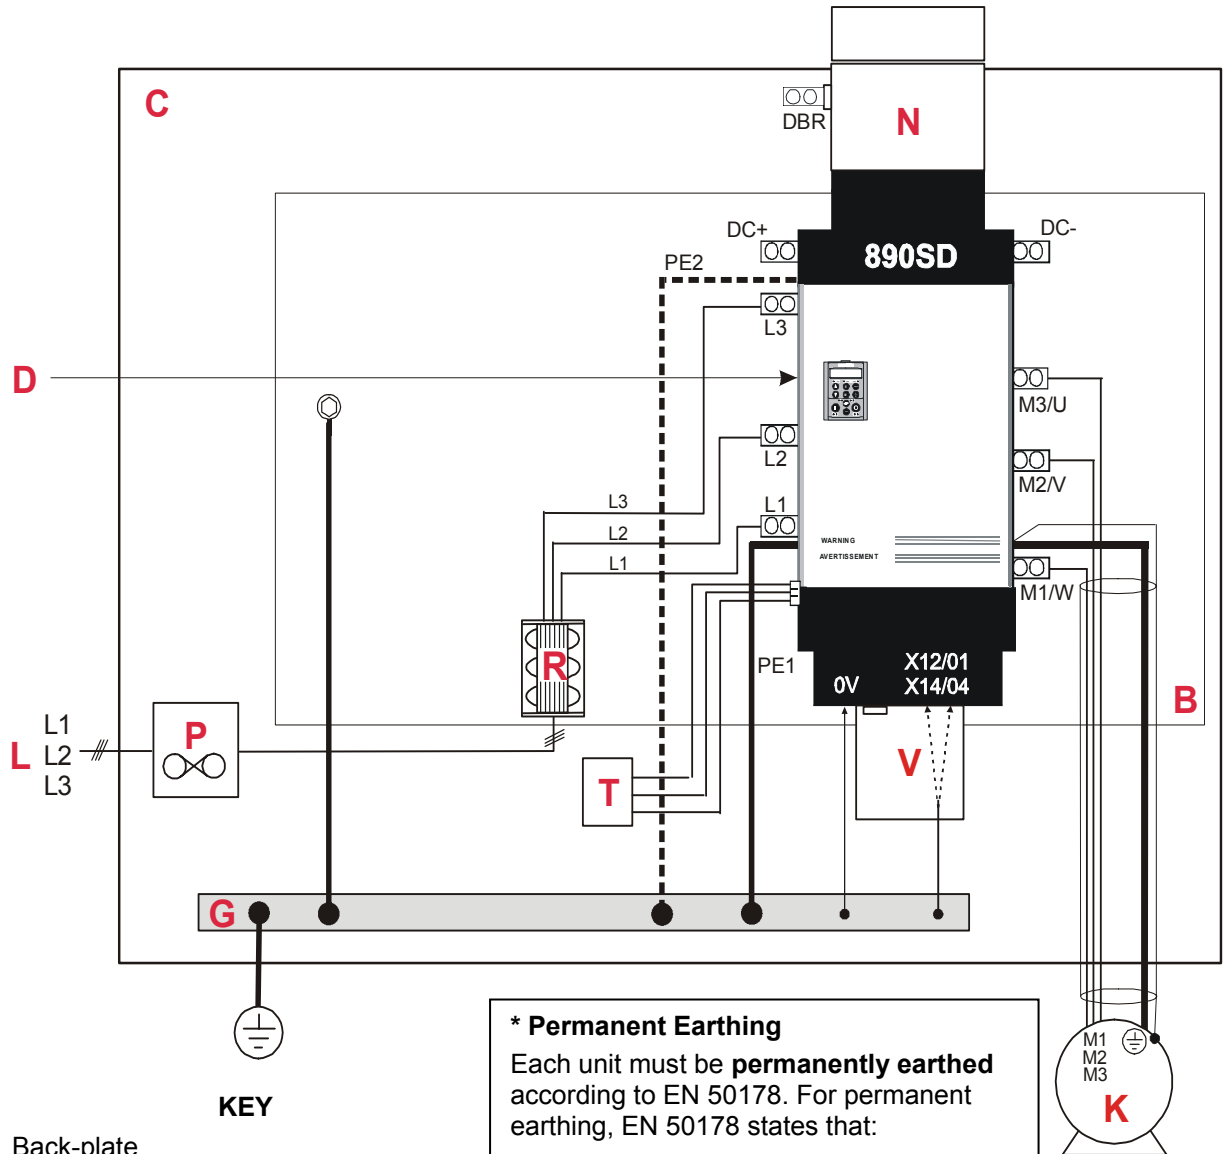 C
DBR
N
DC+
DC-
890SD
PE2
L3
D
M3/U
L2
M2/V
L3
L1
L2
WARNING
L1
AVERTISSEMENT
M1/W
R
PE1
X12/01
0V
X14/04
B
L1
P
L
L2
V
L3
T
G
* Permanent Earthing
Each unit must be permanently earthed
according to EN 50178. For permanent
earthing, EN 50178 states that:
M1
M2
M3
K
KEY
Back-plate